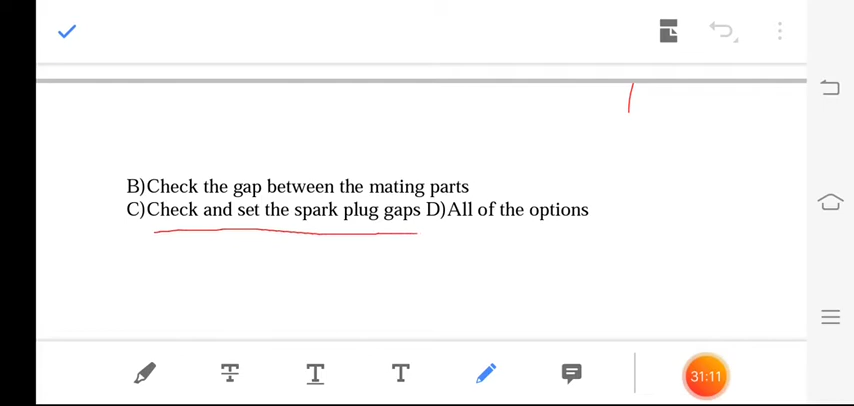 B)Check the gap between the mating parts
C)Check and set the spark plug gaps D)All of the options
T T T
31:11